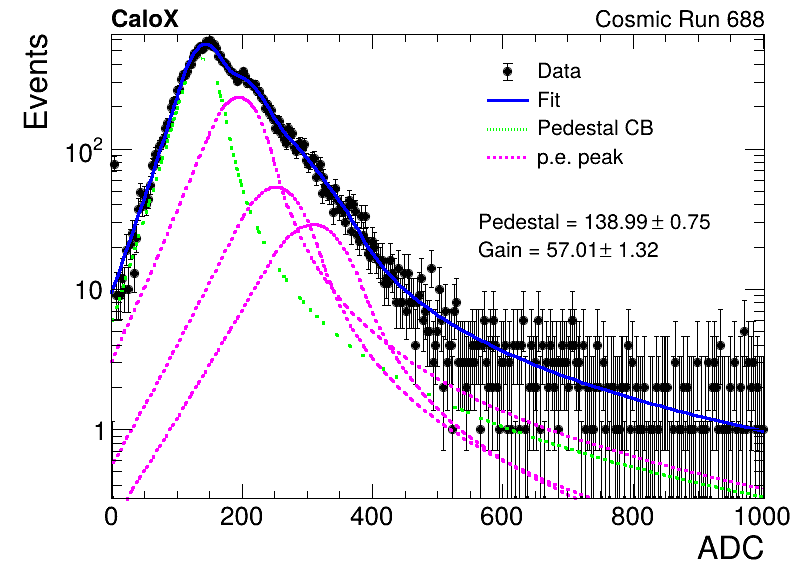 CaloX Cosmic Run 688
Events
Data
Fit
Pedestal CB
p.e. peak
Pedestal = 138.99 ± 0.75
Gain = 57.01 ± 1.32
10²
10
1
0 200 400 600 800 1000
ADC